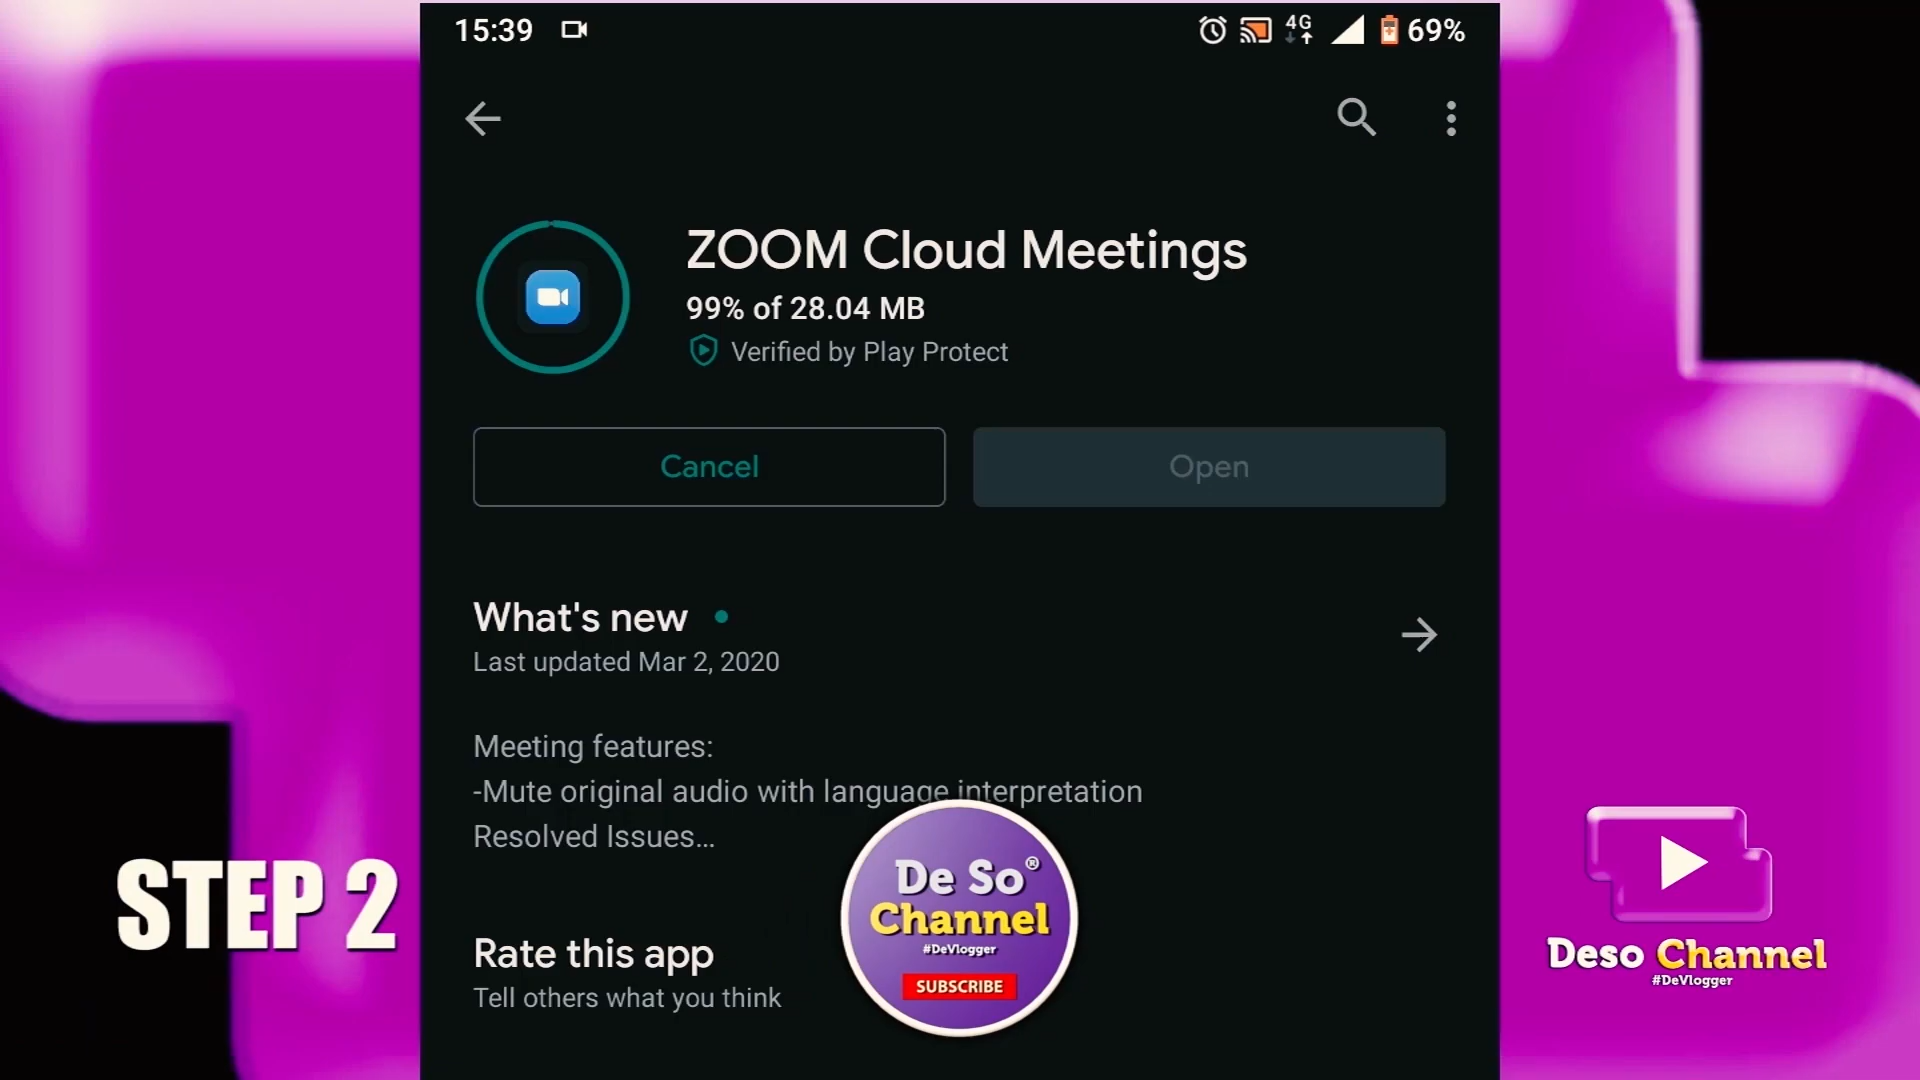 15:39
4G
69%
ZOOM Cloud Meetings
99% of 28.04 MB
Verified by Play Protect
Cancel
Open
What's new
Last updated Mar 2, 2020
Meeting features:
-Mute original audio with language interpretation
Resolved Issues…
Rate this app
Tell others what you think
STEP 2
De So®
Channel
#DeVlogger
SUBSCRIBE
Deso Channel
#DeVlogger